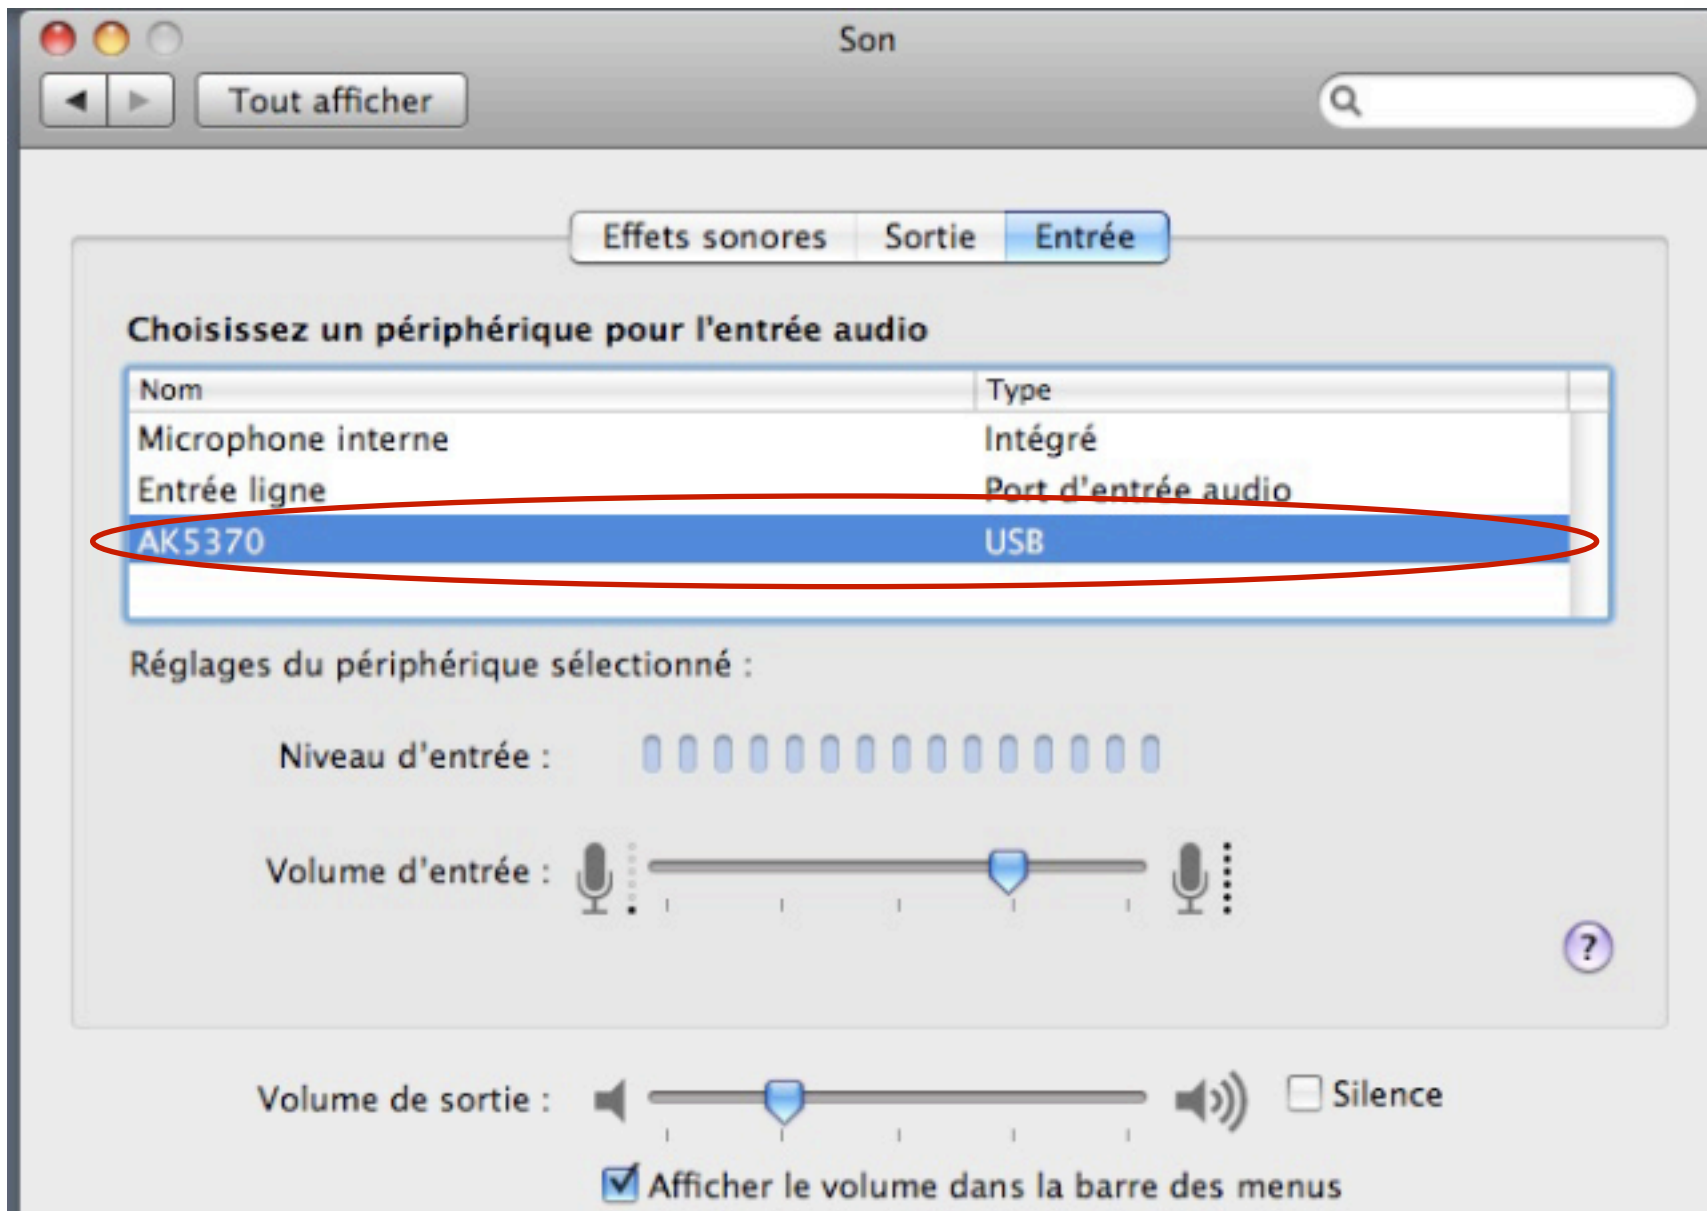 Son
Tout afficher
Effets sonores Sortie Entrée
Choisissez un périphérique pour l'entrée audio
Nom Type
Microphone interne Intégré
Entrée ligne Port d'entrée audio
AK5370 USB
Réglages du périphérique sélectionné :
Niveau d'entrée :
Volume d'entrée :
?
Volume de sortie : Silence
Afficher le volume dans la barre des menus